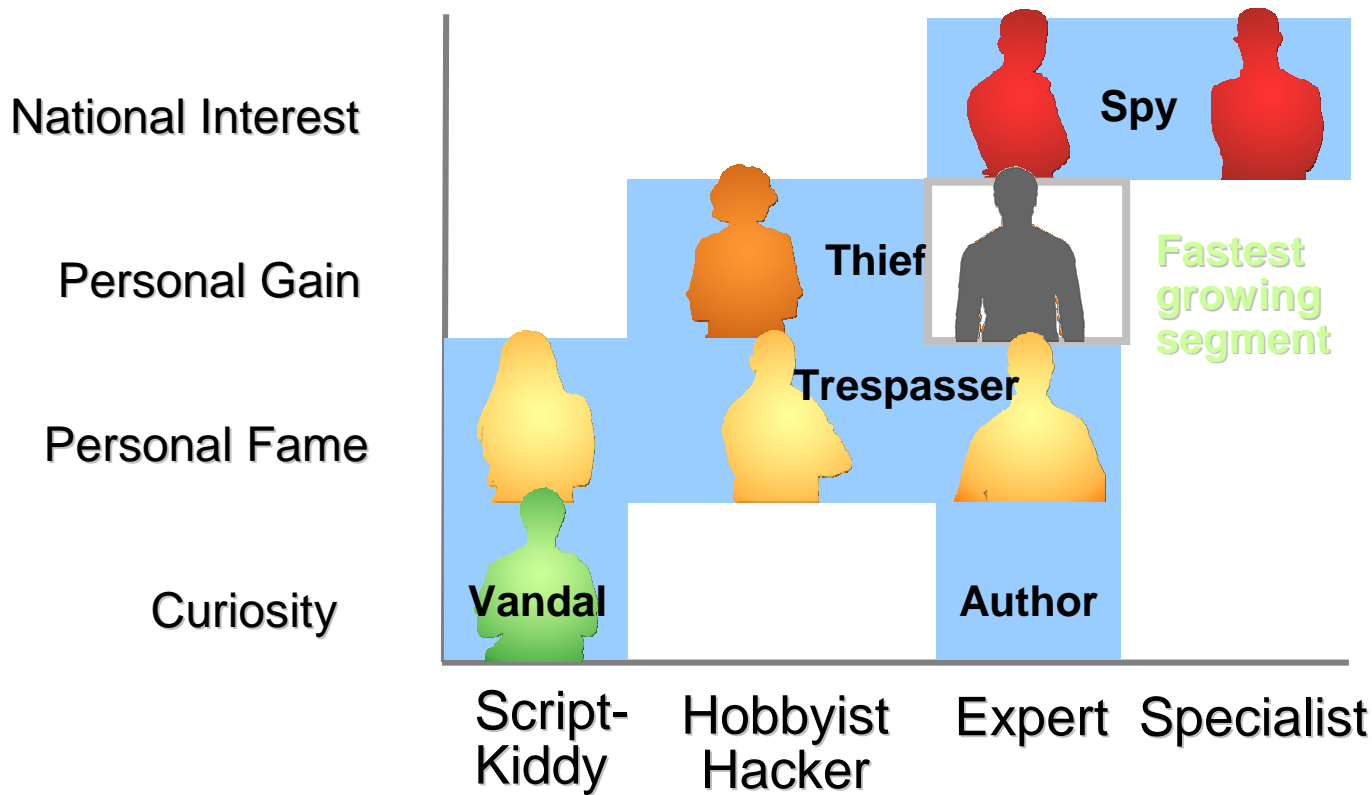 National Interest
Spy
Personal Gain
Thief
Fastest
growing
segment
Trespasser
Personal Fame
Curiosity
Vandal
Author
Script-
Kiddy
Hobbyist
Hacker
Expert
Specialist